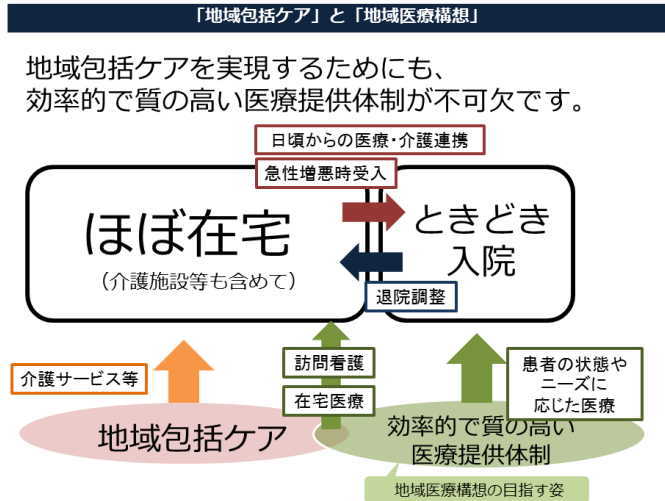 「地域包括ケア」と「地域医療構想」
地域包括ケアを実現するためにも、
効率的で質の高い医療提供体制が不可欠です。
日頃からの医療・介護連携
急性増悪時受入
ほぼ在宅
（介護施設等も含めて）
ときどき
入院
退院調整
介護サービス等
訪問看護
在宅医療
患者の状態や
ニーズに
応じた医療
地域包括ケア
効率的で質の高い
医療提供体制
地域医療構想の目指す姿